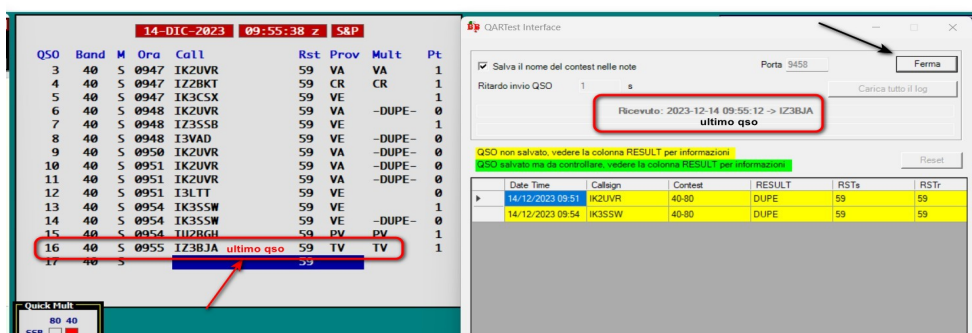 14-DIC-2023 09:55:38 z S&P
QSO Band M Ora Call Rst Prov Mult Pt
3 40 S 0947 IK2UVR 59 VA VA 1
4 40 S 0947 IZ2BKT 59 CR CR 1
5 40 S 0947 IK3CSX 59 VE 1
6 40 S 0948 IK2UVR 59 VA -DUPE- 0
7 40 S 0948 IZ3SSB 59 VE 1
8 40 S 0948 I3VAD 59 VE -DUPE- 0
9 40 S 0950 IK2UVR 59 VA -DUPE- 0
10 40 S 0951 IK2UVR 59 VA -DUPE- 0
11 40 S 0951 IK2UVR 59 VA -DUPE- 0
12 40 S 0951 I3LTT 59 VE 0
13 40 S 0954 IK3SSW 59 VE 1
14 40 S 0954 IK3SSW 59 VE -DUPE- 0
15 40 S 0954 IU2BGH 59 PV PV 1
16 40 S 0955 IZ3BJA ultimo qso 59 TV TV 1
17 40 S 59
Quick Mult
80 40
SSB
QARTest Interface
Salva il nome del contest nelle note
Porta 9458
Ferma
Ritardo invio QSO 1 s
Carica tutto il log
Ricevuto: 2023-12-14 09:55:12 -> IZ3BJA
ultimo qso
QSO non salvato, vedere la colonna RESULT per informazioni
QSO salvato ma da controllare, vedere la colonna RESULT per informazioni
Reset
Date Time Callsign Contest RESULT RSTs RSTr
14/12/2023 09:51 IK2UVR 40-80 DUPE 59 59
14/12/2023 09:54 IK3SSW 40-80 DUPE 59 59